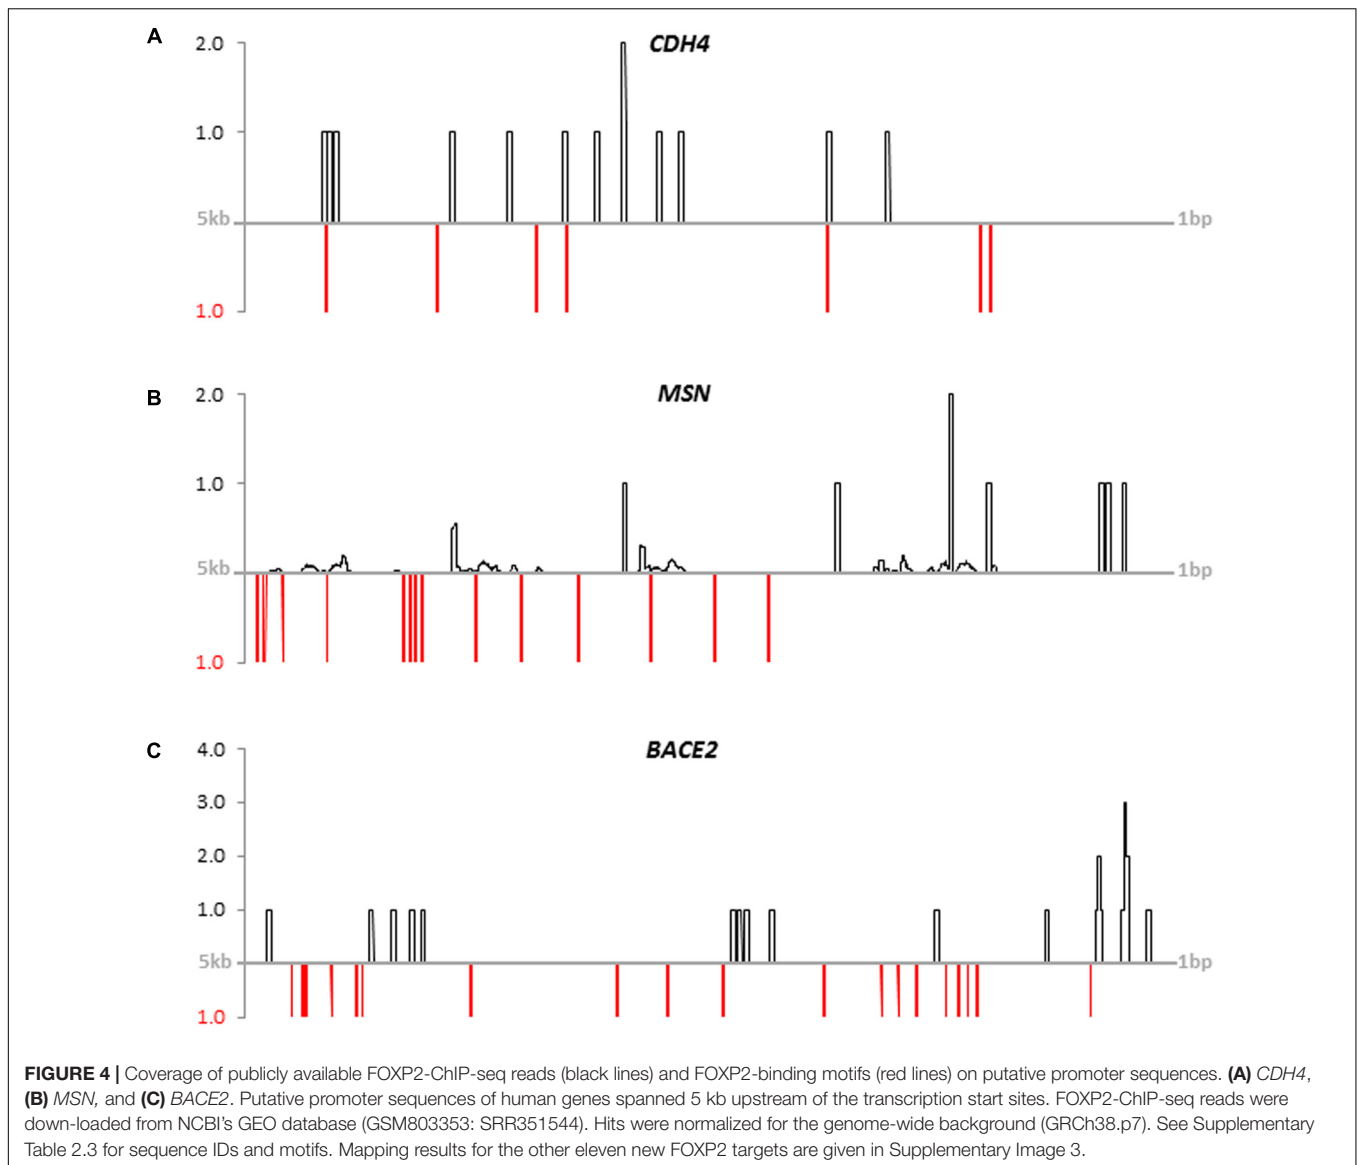 A
CDH4
2.0
1.0
5kb
1bp
1.0
B
MSN
2.0
1.0
5kb
1bp
1.0
C
BACE2
4.0
3.0
2.0
1.0
5kb
1bp
1.0
FIGURE 4 | Coverage of publicly available FOXP2-ChIP-seq reads (black lines) and FOXP2-binding motifs (red lines) on putative promoter sequences. (A) CDH4,
(B) MSN, and (C) BACE2. Putative promoter sequences of human genes spanned 5 kb upstream of the transcription start sites. FOXP2-ChIP-seq reads were
down-loaded from NCBI's GEO database (GSM803353: SRR351544). Hits were normalized for the genome-wide background (GRCh38.p7). See Supplementary
Table 2.3 for sequence IDs and motifs. Mapping results for the other eleven new FOXP2 targets are given in Supplementary Image 3.